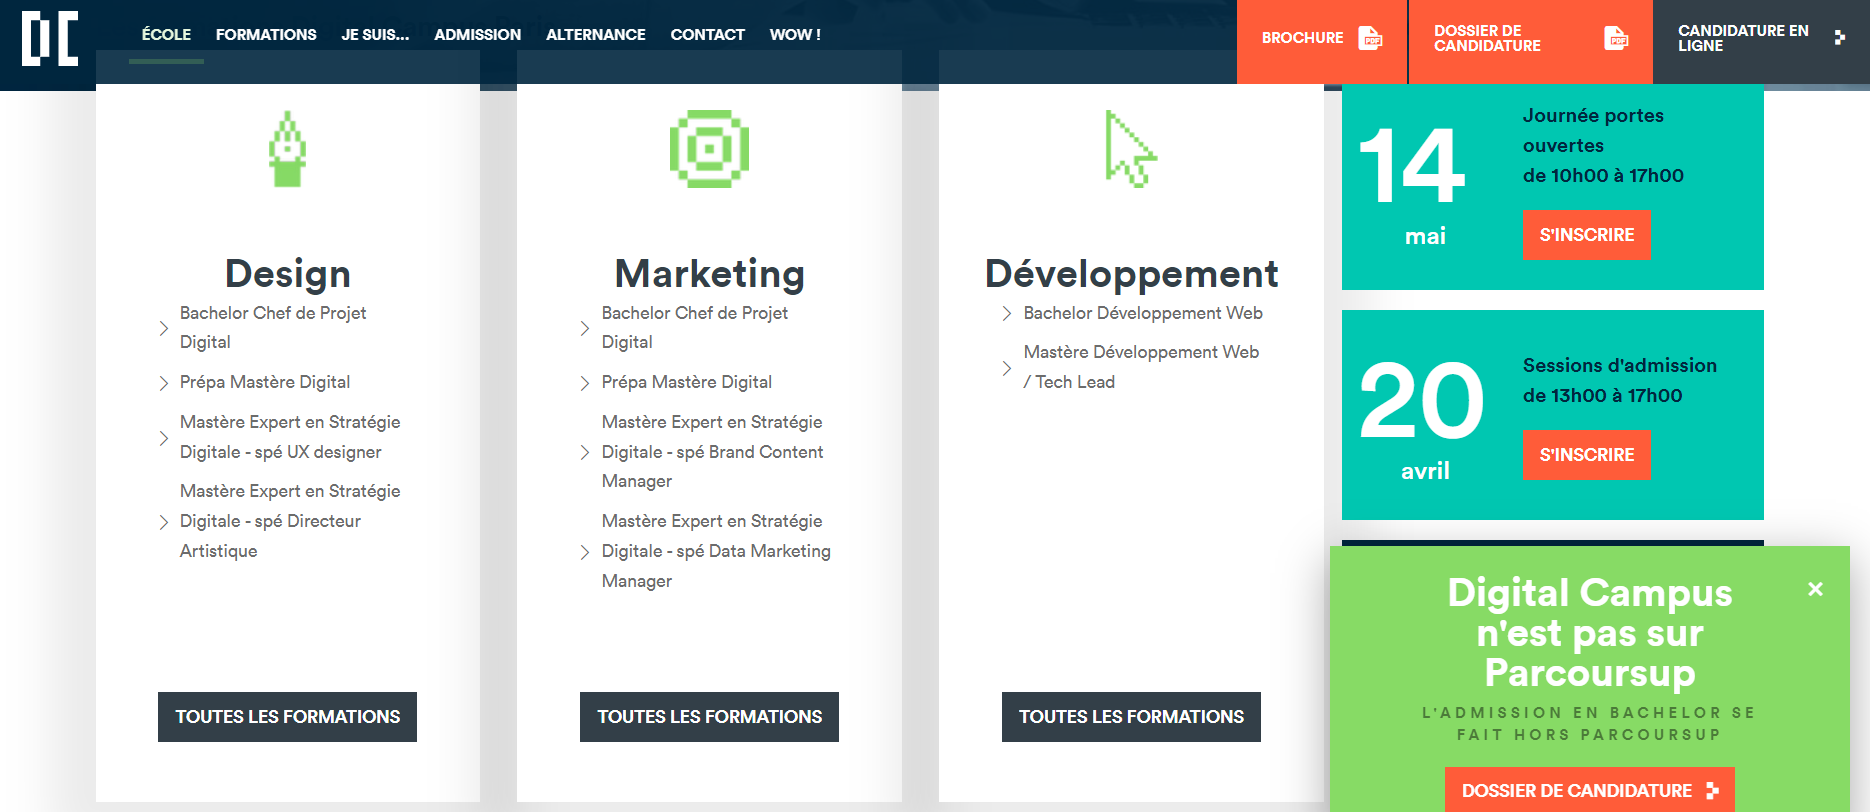 DC
ÉCOLE
FORMATIONS
JE SUIS...
ADMISSION
ALTERNANCE
CONTACT
WOW !
BROCHURE
DOSSIER DE
CANDIDATURE
CANDIDATURE EN
LIGNE
Design
Bachelor Chef de Projet
Digital
Prépa Mastère Digital
Mastère Expert en Stratégie
Digitale - spé UX designer
Mastère Expert en Stratégie
Digitale - spé Directeur
Artistique
TOUTES LES FORMATIONS
Marketing
Bachelor Chef de Projet
Digital
Prépa Mastère Digital
Mastère Expert en Stratégie
Digitale - spé Brand Content
Manager
Mastère Expert en Stratégie
Digitale - spé Data Marketing
Manager
TOUTES LES FORMATIONS
Développement
Bachelor Développement Web
Mastère Développement Web
/ Tech Lead
TOUTES LES FORMATIONS
14
mai
Journée portes
ouvertes
de 10h00 à 17h00
S'INSCRIRE
20
avril
Sessions d'admission
de 13h00 à 17h00
S'INSCRIRE
Digital Campus
n'est pas sur
Parcoursup
L'ADMISSION EN BACHELOR SE
FAIT HORS PARCOURSUP
DOSSIER DE CANDIDATURE